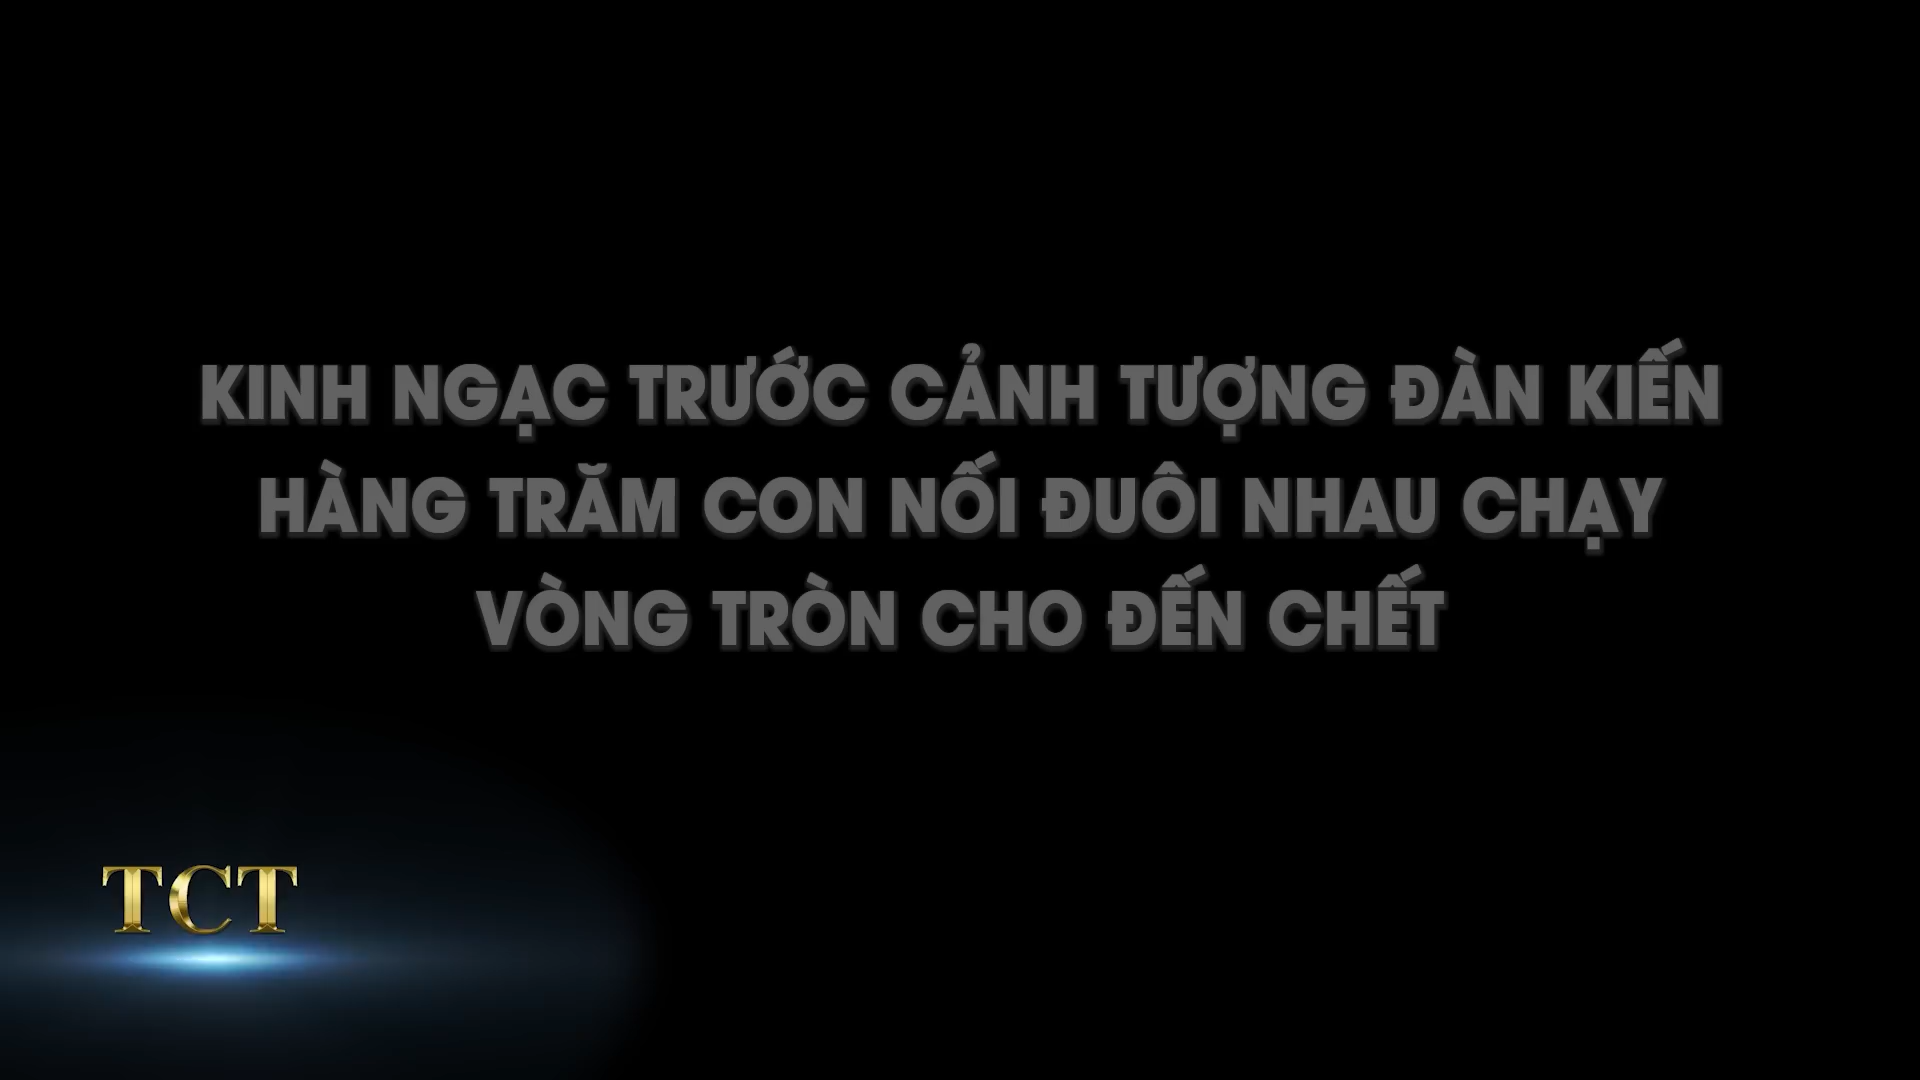 KINH NGẠC TRƯỚC CẢNH TƯỢNG ĐÀN KIẾN
HÀNG TRĂM CON NỐI ĐUÔI NHAU CHẠY
VÒNG TRÒN CHO ĐẾN CHẾT
TCT